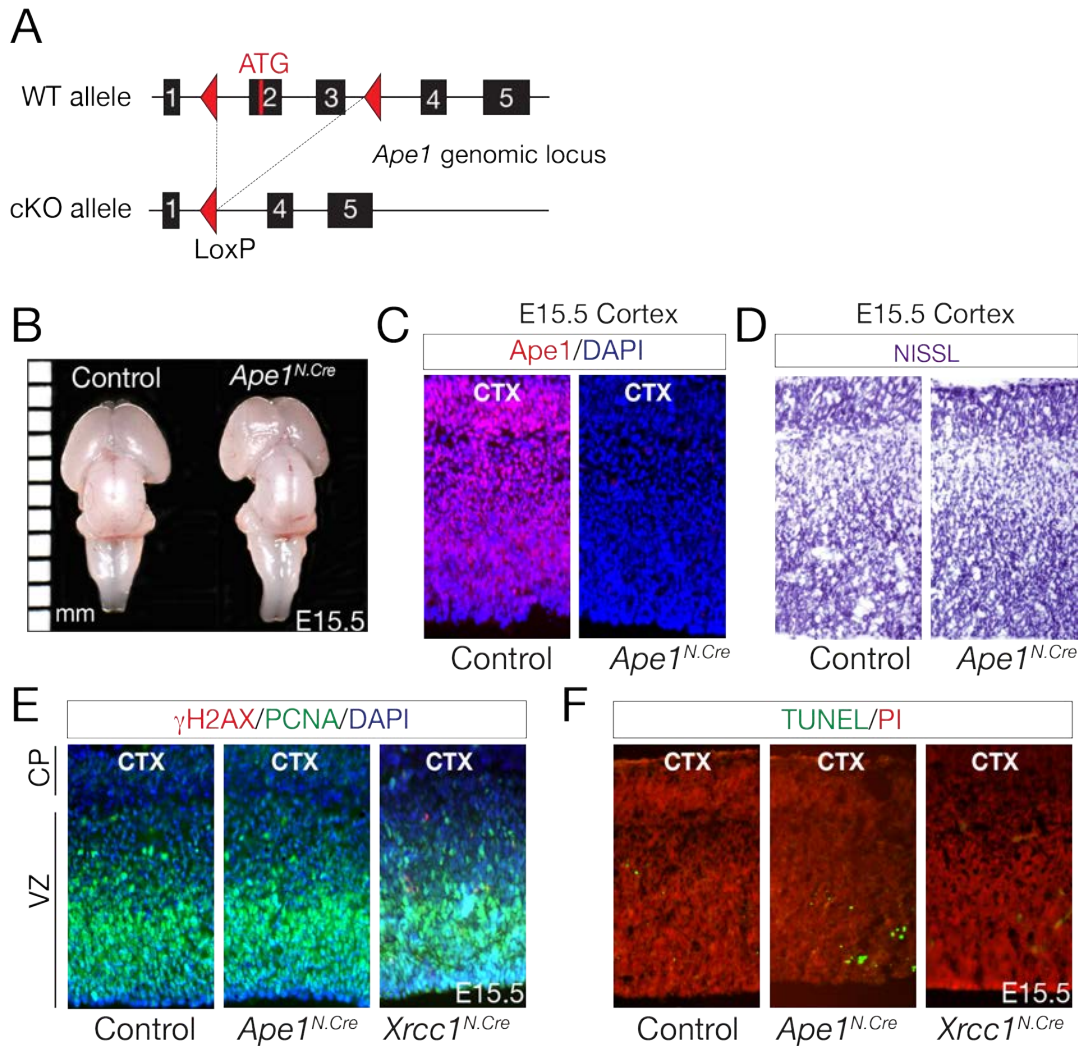 A
ATG
WT allele
1 2 3 4 5
Ape1 genomic locus
cKO allele
1 4 5
LoxP
B
Control Ape1N.Cre
mm
E15.5
C
E15.5 Cortex
Ape1/DAPI
CTX CTX
Control Ape1N.Cre
D
E15.5 Cortex
NISSL
Control Ape1N.Cre
E
γH2AX/PCNA/DAPI
CP
VZ
CTX CTX CTX
E15.5
Control Ape1N.Cre Xrcc1N.Cre
F
TUNEL/PI
CTX CTX CTX
E15.5
Control Ape1N.Cre Xrcc1N.Cre